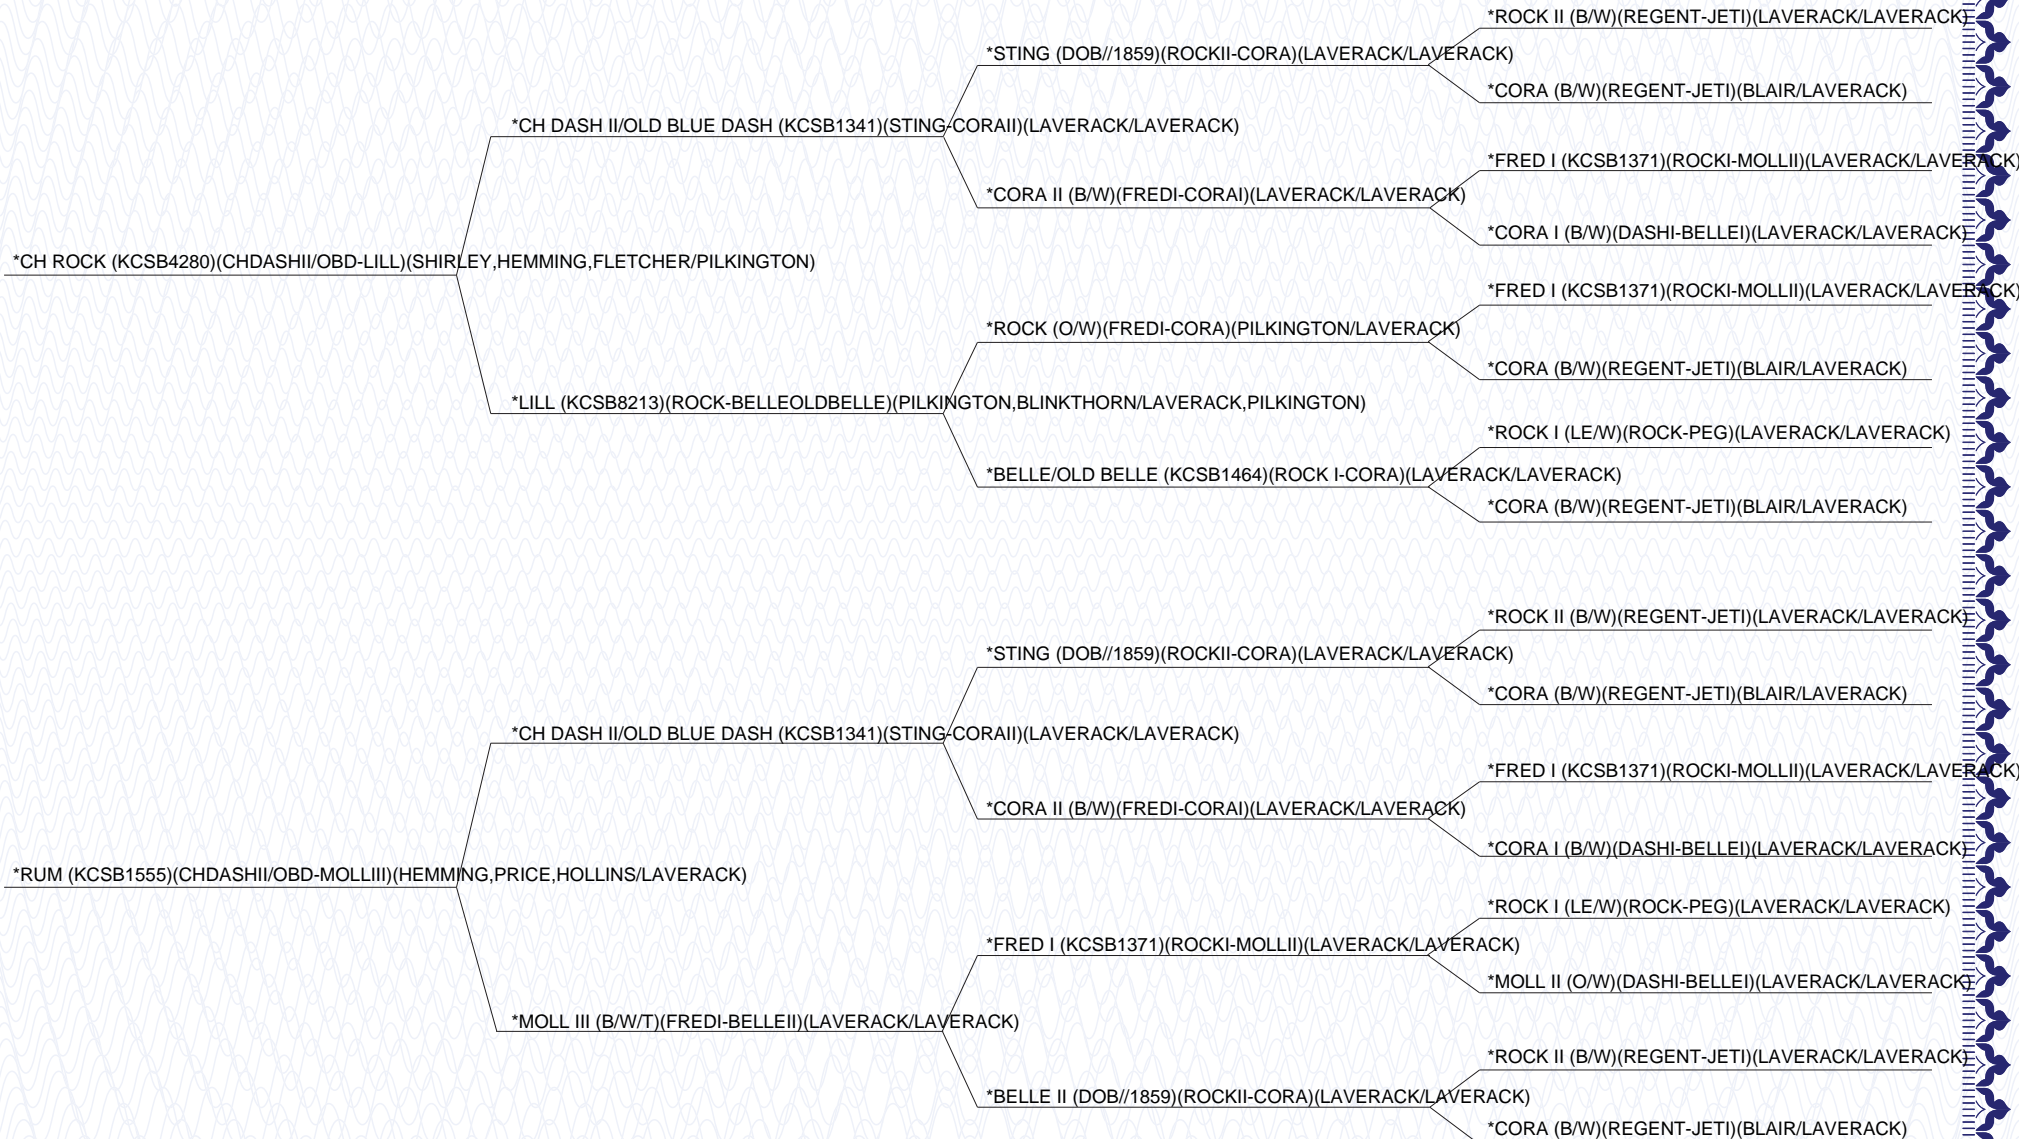 *ROCK II (B/W)(REGENT-JETI)(LAVERACK/LAVERACK)
*STING (DOB//1859)(ROCKII-CORA)(LAVERACK/LAVERACK)
*CORA (B/W)(REGENT-JETI)(BLAIR/LAVERACK)
*CH DASH II/OLD BLUE DASH (KCSB1341)(STING-CORAII)(LAVERACK/LAVERACK)
*FRED I (KCSB1371)(ROCKI-MOLLII)(LAVERACK/LAVERACK)
*CORA II (B/W)(FREDI-CORAI)(LAVERACK/LAVERACK)
*CORA I (B/W)(DASHI-BELLEI)(LAVERACK/LAVERACK)
*CH ROCK (KCSB4280)(CHDASHII/OBD-LILL)(SHIRLEY,HEMMING,FLETCHER/PILKINGTON)
*FRED I (KCSB1371)(ROCKI-MOLLII)(LAVERACK/LAVERACK)
*ROCK (O/W)(FREDI-CORA)(PILKINGTON/LAVERACK)
*CORA (B/W)(REGENT-JETI)(BLAIR/LAVERACK)
*LILL (KCSB8213)(ROCK-BELLEOLDBELLE)(PILKINGTON,BLINKTHORN/LAVERACK,PILKINGTON)
*ROCK I (LE/W)(ROCK-PEG)(LAVERACK/LAVERACK)
*BELLE/OLD BELLE (KCSB1464)(ROCK I-CORA)(LAVERACK/LAVERACK)
*CORA (B/W)(REGENT-JETI)(BLAIR/LAVERACK)
*ROCK II (B/W)(REGENT-JETI)(LAVERACK/LAVERACK)
*STING (DOB//1859)(ROCKII-CORA)(LAVERACK/LAVERACK)
*CORA (B/W)(REGENT-JETI)(BLAIR/LAVERACK)
*CH DASH II/OLD BLUE DASH (KCSB1341)(STING-CORAII)(LAVERACK/LAVERACK)
*FRED I (KCSB1371)(ROCKI-MOLLII)(LAVERACK/LAVERACK)
*CORA II (B/W)(FREDI-CORAI)(LAVERACK/LAVERACK)
*CORA I (B/W)(DASHI-BELLEI)(LAVERACK/LAVERACK)
*RUM (KCSB1555)(CHDASHII/OBD-MOLLIII)(HEMMING,PRICE,HOLLINS/LAVERACK)
*ROCK I (LE/W)(ROCK-PEG)(LAVERACK/LAVERACK)
*FRED I (KCSB1371)(ROCKI-MOLLII)(LAVERACK/LAVERACK)
*MOLL II (O/W)(DASHI-BELLEI)(LAVERACK/LAVERACK)
*MOLL III (B/W/T)(FREDI-BELLEII)(LAVERACK/LAVERACK)
*ROCK II (B/W)(REGENT-JETI)(LAVERACK/LAVERACK)
*BELLE II (DOB//1859)(ROCKII-CORA)(LAVERACK/LAVERACK)
*CORA (B/W)(REGENT-JETI)(BLAIR/LAVERACK)